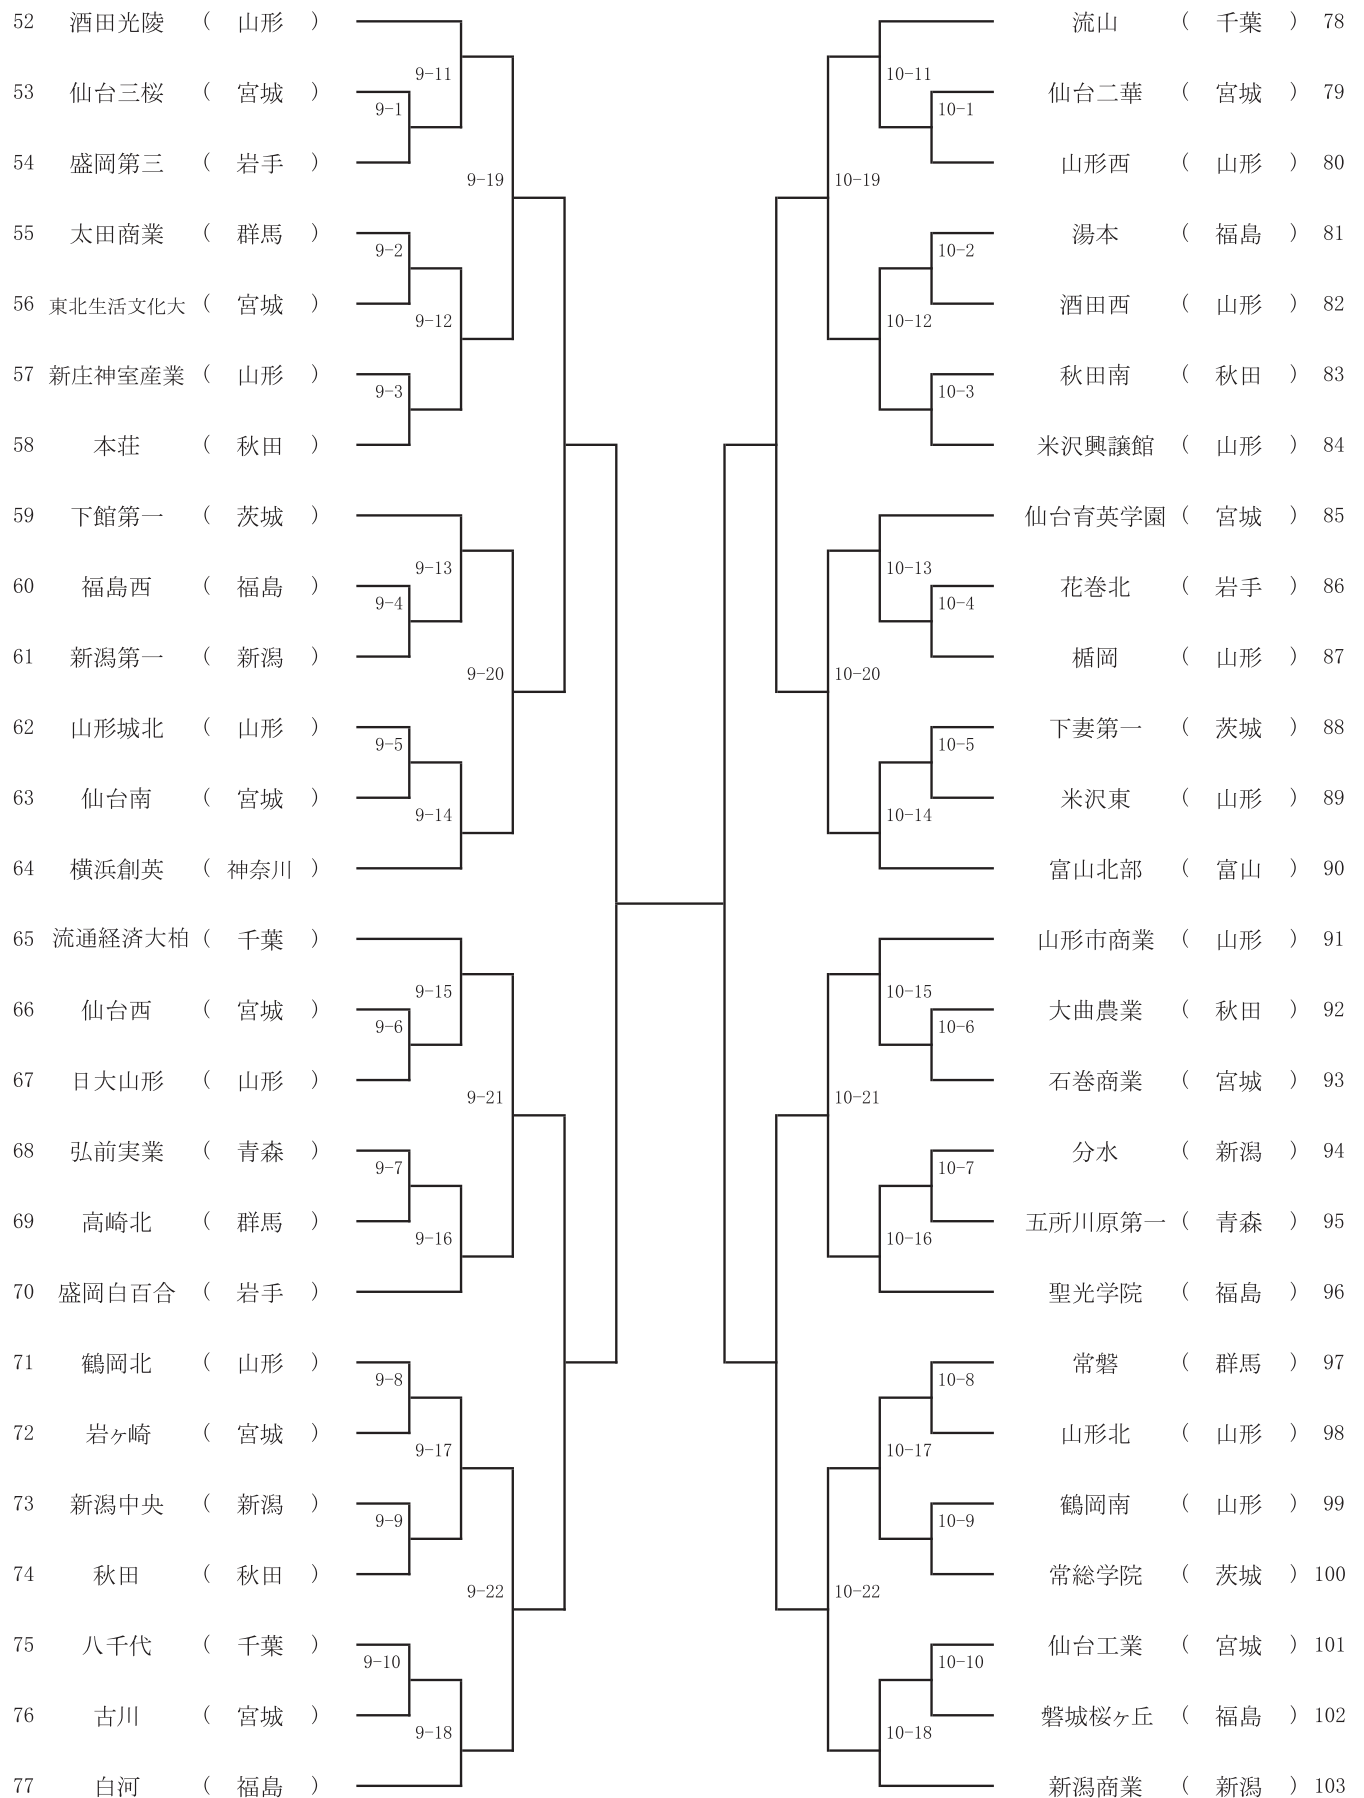 52 酒田光陵 ( 山形 )
9-11
53 仙台三桜 ( 宮城 )
9-1
54 盛岡第三 ( 岩手 )
9-19
55 太田商業 ( 群馬 )
9-2
56 東北生活文化大 ( 宮城 )
9-12
57 新庄神室産業 ( 山形 )
9-3
58 本荘 ( 秋田 )
59 下館第一 ( 茨城 )
9-13
60 福島西 ( 福島 )
9-4
61 新潟第一 ( 新潟 )
9-20
62 山形城北 ( 山形 )
9-5
63 仙台南 ( 宮城 )
9-14
64 横浜創英 ( 神奈川 )
65 流通経済大柏 ( 千葉 )
9-15
66 仙台西 ( 宮城 )
9-6
67 日大山形 ( 山形 )
9-21
68 弘前実業 ( 青森 )
9-7
69 高崎北 ( 群馬 )
9-16
70 盛岡白百合 ( 岩手 )
71 鶴岡北 ( 山形 )
9-8
72 岩ヶ崎 ( 宮城 )
9-17
73 新潟中央 ( 新潟 )
9-9
74 秋田 ( 秋田 )
9-22
75 八千代 ( 千葉 )
9-10
76 古川 ( 宮城 )
9-18
77 白河 ( 福島 )
流山 ( 千葉 ) 78
10-11
仙台二華 ( 宮城 ) 79
10-1
山形西 ( 山形 ) 80
10-19
湯本 ( 福島 ) 81
10-2
酒田西 ( 山形 ) 82
10-12
秋田南 ( 秋田 ) 83
10-3
米沢興譲館 ( 山形 ) 84
仙台育英学園 ( 宮城 ) 85
10-13
花巻北 ( 岩手 ) 86
10-4
楯岡 ( 山形 ) 87
10-20
下妻第一 ( 茨城 ) 88
10-5
米沢東 ( 山形 ) 89
10-14
富山北部 ( 富山 ) 90
山形市商業 ( 山形 ) 91
10-15
大曲農業 ( 秋田 ) 92
10-6
石巻商業 ( 宮城 ) 93
10-21
分水 ( 新潟 ) 94
10-7
五所川原第一 ( 青森 ) 95
10-16
聖光学院 ( 福島 ) 96
常磐 ( 群馬 ) 97
10-8
山形北 ( 山形 ) 98
10-17
鶴岡南 ( 山形 ) 99
10-9
常総学院 ( 茨城 ) 100
10-22
仙台工業 ( 宮城 ) 101
10-10
磐城桜ヶ丘 ( 福島 ) 102
10-18
新潟商業 ( 新潟 ) 103